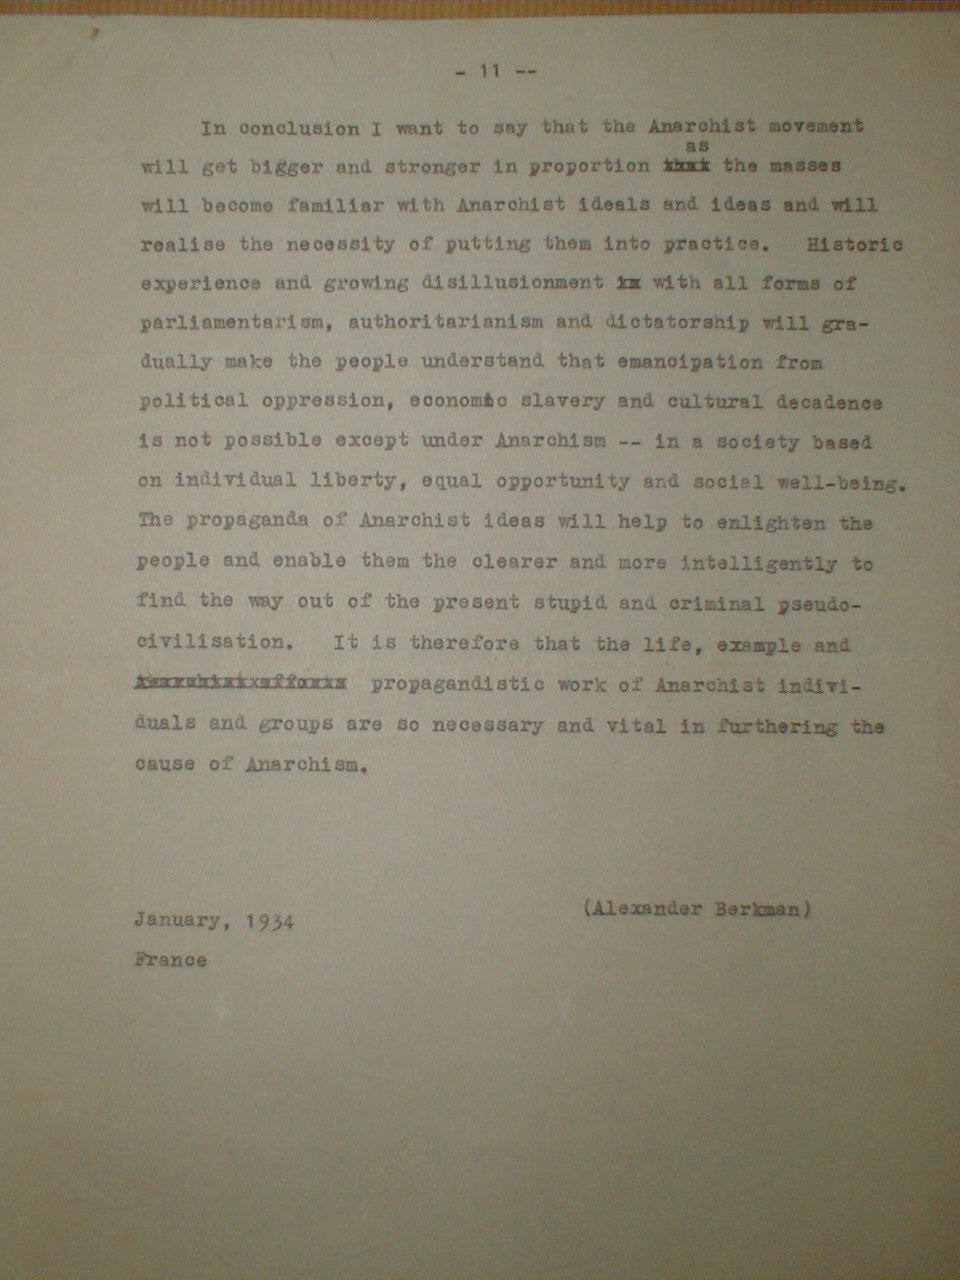 - 11 --
In conclusion I want to say that the Anarchist movement
as
will get bigger and stronger in proportion that the masses
will become familiar with Anarchist ideals and ideas and will
realise the necessity of putting them into practice. Historic
experience and growing disillusionment with all forms of
parliamentarism, authoritarianism and dictatorship will gra-
dually make the people understand that emancipation from
political oppression, economic slavery and cultural decadence
is not possible except under Anarchism -- in a society based
on individual liberty, equal opportunity and social well-being.
The propaganda of Anarchist ideas will help to enlighten the
people and enable them the clearer and more intelligently to
find the way out of the present stupid and criminal pseudo-
civilisation. It is therefore that the life, example and
propagandistic work of Anarchist indivi-
duals and groups are so necessary and vital in furthering the
cause of Anarchism.
(Alexander Berkman)
January, 1934
France